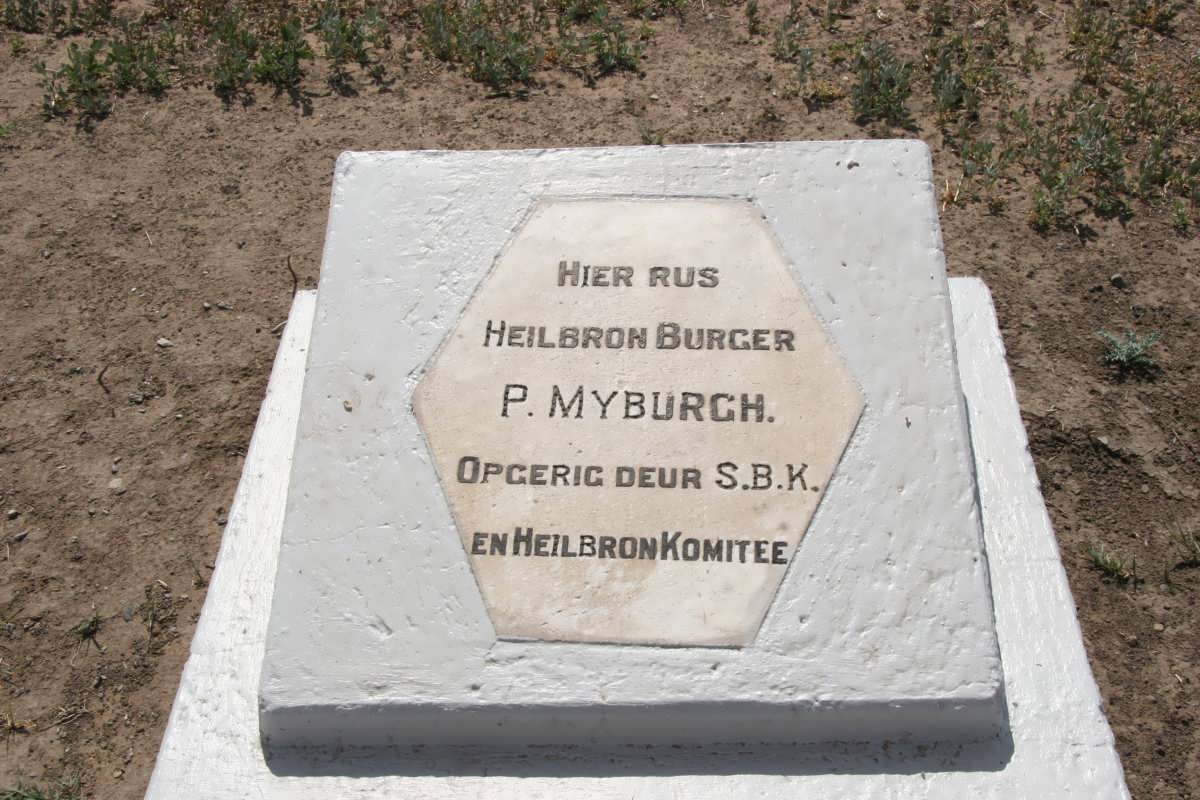 HIER RUS
HEILBRON BURGER
P. MYBURGH.
OPGERIG DEUR S.B.K.
EN HEILBRON KOMITEE